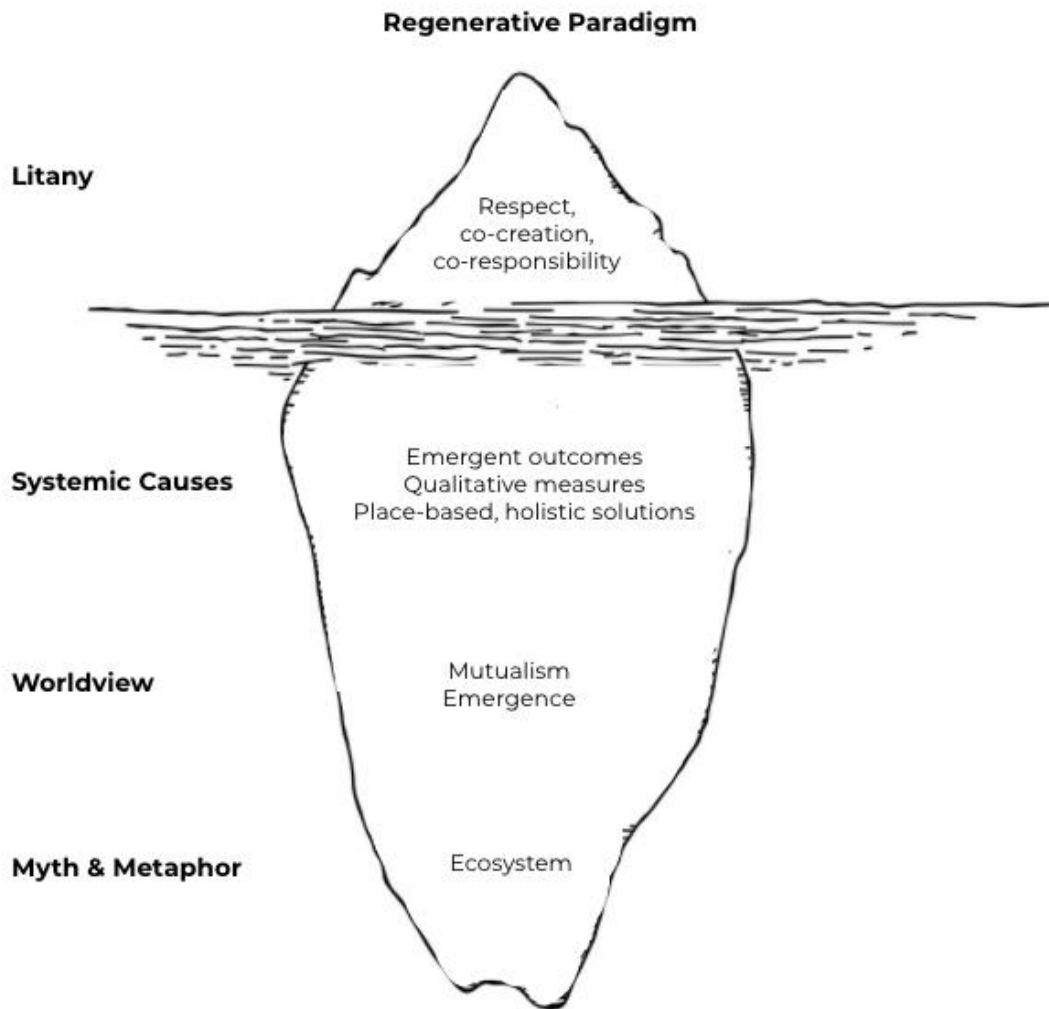 Regenerative Paradigm
Litany
Respect,
co-creation,
co-responsibility
Systemic Causes
Emergent outcomes
Qualitative measures
Place-based, holistic solutions
Worldview
Mutualism
Emergence
Myth & Metaphor
Ecosystem